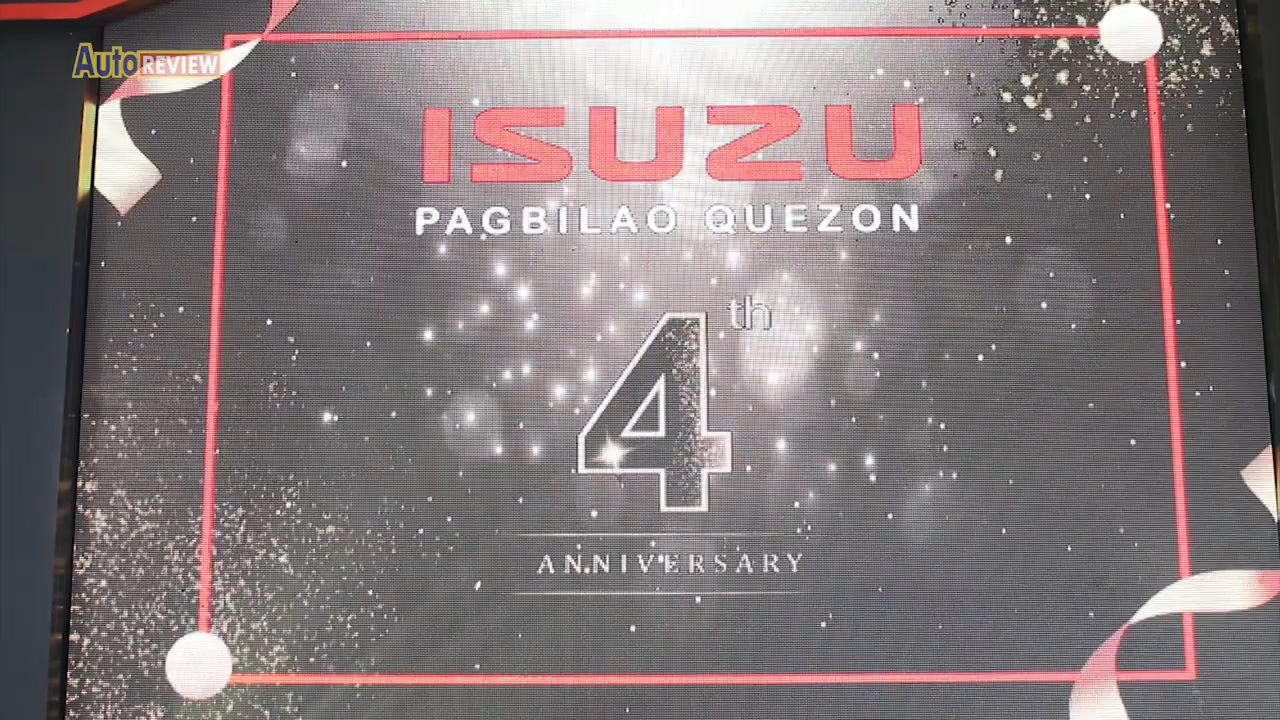 AutoREVIEW
ISUZU
PAGBILAO QUEZON
4th
ANNIVERSARY